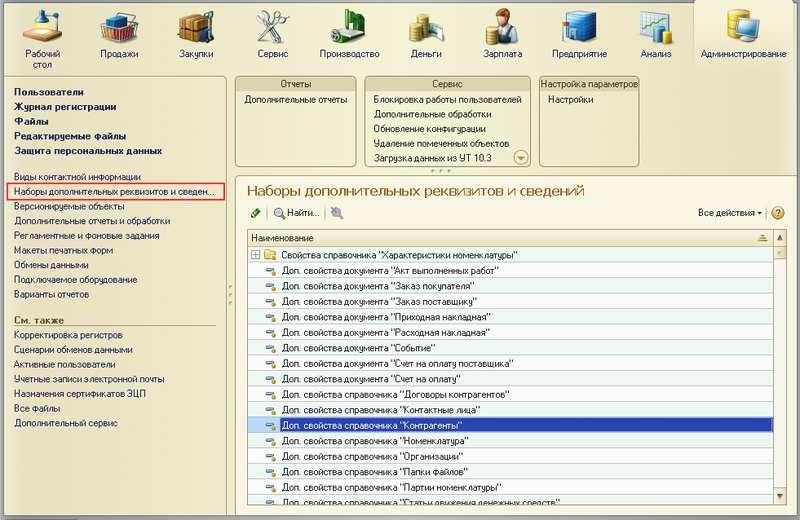 Рабочий стол
Продажи
Закупки
Сервис
Производство
Деньги
Зарплата
Предприятие
Анализ
Администрирование
Пользователи
Журнал регистрации
Файлы
Редактируемые файлы
Защита персональных данных
Виды контактной информации
Наборы дополнительных реквизитов и сведен...
Версионируемые объекты
Дополнительные отчеты и обработки
Регламентные и фоновые задания
Макеты печатных форм
Обмены данными
Подключаемое оборудование
Варианты отчетов
См. также
Корректировка регистров
Сценарии обменов данными
Активные пользователи
Учетные записи электронной почты
Назначения сертификатов ЭЦП
Все файлы
Дополнительный сервис
Отчеты
Дополнительные отчеты
Сервис
Блокировка работы пользователей
Дополнительные обработки
Обновление конфигурации
Удаление помеченных объектов
Загрузка данных из УТ 10.3
Настройка параметров
Настройки
Наборы дополнительных реквизитов и сведений
Найти...
Все действия
Наименование
Свойства справочника "Характеристики номенклатуры"
Доп. свойства документа "Акт выполненных работ"
Доп. свойства документа "Заказ покупателя"
Доп. свойства документа "Заказ поставщику"
Доп. свойства документа "Приходная накладная"
Доп. свойства документа "Расходная накладная"
Доп. свойства документа "Событие"
Доп. свойства документа "Счет на оплату поставщика"
Доп. свойства документа "Счет на оплату"
Доп. свойства справочника "Договоры контрагентов"
Доп. свойства справочника "Контактные лица"
Доп. свойства справочника "Контрагенты"
Доп. свойства справочника "Номенклатура"
Доп. свойства справочника "Организации"
Доп. свойства справочника "Папки файлов"
Доп. свойства справочника "Партии номенклатуры"
Доп. свойства справочника "Статьи движения денежных средств"